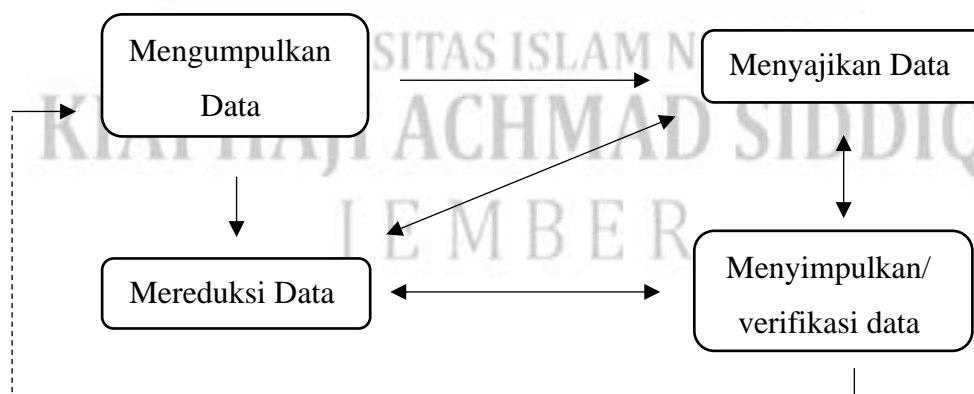 SITAS ISLAM N
KIAI HAJI ACHMAD SIDDIQ
JEMBER
Mengumpulkan
Data
Menyajikan Data
Mereduksi Data
Menyimpulkan/
verifikasi data